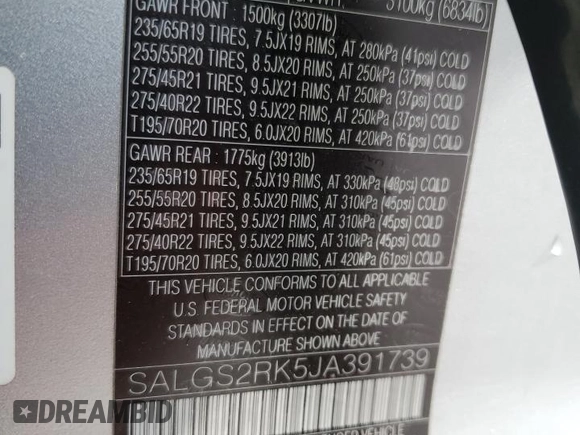 3100kg (6834lb)
GAWR FRONT : 1500kg (3307lb)
235/65R19 TIRES, 7.5JX19 RIMS, AT 280kPa (41psi) COLD
255/55R20 TIRES, 8.5JX20 RIMS, AT 250kPa (37psi) COLD
275/45R21 TIRES, 9.5JX21 RIMS, AT 250kPa (37psi) COLD
275/40R22 TIRES, 9.5JX22 RIMS, AT 250kPa (37psi) COLD
T195/70R20 TIRES, 6.0JX20 RIMS, AT 420kPa (61psi) COLD
GAWR REAR : 1775kg (3913lb)
235/65R19 TIRES, 7.5JX19 RIMS, AT 330kPa (48psi) COLD
255/55R20 TIRES, 8.5JX20 RIMS, AT 310kPa (45psi) COLD
275/45R21 TIRES, 9.5JX21 RIMS, AT 310kPa (45psi) COLD
275/40R22 TIRES, 9.5JX22 RIMS, AT 310kPa (45psi) COLD
T195/70R20 TIRES, 6.0JX20 RIMS, AT 420kPa (61psi) COLD
THIS VEHICLE CONFORMS TO ALL APPLICABLE
U.S. FEDERAL MOTOR VEHICLE SAFETY
STANDARDS IN EFFECT ON THE DATE OF
MANUFACTURE SHOWN ABOVE
SALGS2RK5JA391739
VEHICLE
DREAMBID